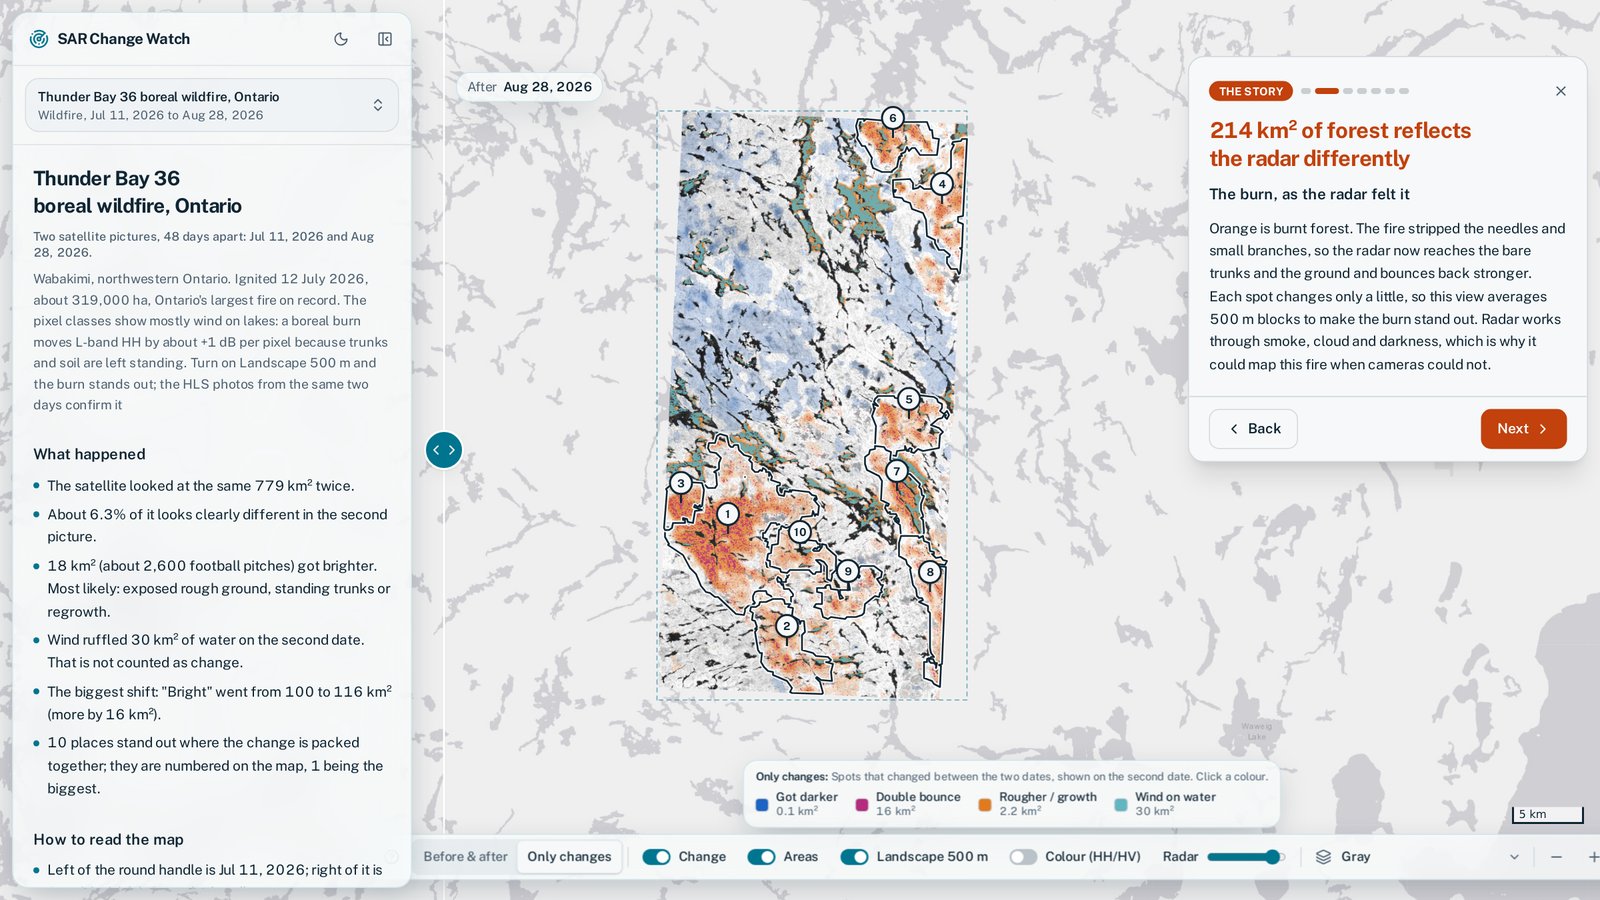 SAR Change Watch
Thunder Bay 36 boreal wildfire, Ontario
Wildfire, Jul 11, 2026 to Aug 28, 2026
Thunder Bay 36
boreal wildfire, Ontario
Two satellite pictures, 48 days apart: Jul 11, 2026 and Aug
28, 2026.
Wabakimi, northwestern Ontario. Ignited 12 July 2026,
about 319,000 ha, Ontario's largest fire on record. The
pixel classes show mostly wind on lakes: a boreal burn
moves L-band HH by about +1 dB per pixel because trunks
and soil are left standing. Turn on Landscape 500 m and
the burn stands out; the HLS photos from the same two
days confirm it
What happened
The satellite looked at the same 779 km² twice.
About 6.3% of it looks clearly different in the second
picture.
18 km² (about 2,600 football pitches) got brighter.
Most likely: exposed rough ground, standing trunks or
regrowth.
Wind ruffled 30 km² of water on the second date.
That is not counted as change.
The biggest shift: "Bright" went from 100 to 116 km²
(more by 16 km²).
10 places stand out where the change is packed
together; they are numbered on the map, 1 being the
biggest.
How to read the map
Left of the round handle is Jul 11, 2026; right of it is
After Aug 28, 2026
6
4
5
7
3
1
10
9
8
2
THE STORY
214 km² of forest reflects
the radar differently
The burn, as the radar felt it
Orange is burnt forest. The fire stripped the needles and
small branches, so the radar now reaches the bare
trunks and the ground and bounces back stronger.
Each spot changes only a little, so this view averages
500 m blocks to make the burn stand out. Radar works
through smoke, cloud and darkness, which is why it
could map this fire when cameras could not.
Back
Next
Waweig
Lake
Only changes: Spots that changed between the two dates, shown on the second date. Click a colour.
Got darker
0.1 km²
Double bounce
16 km²
Rougher / growth
2.2 km²
Wind on water
30 km²
5 km
Before & after
Only changes
Change
Areas
Landscape 500 m
Colour (HH/HV)
Radar
Gray